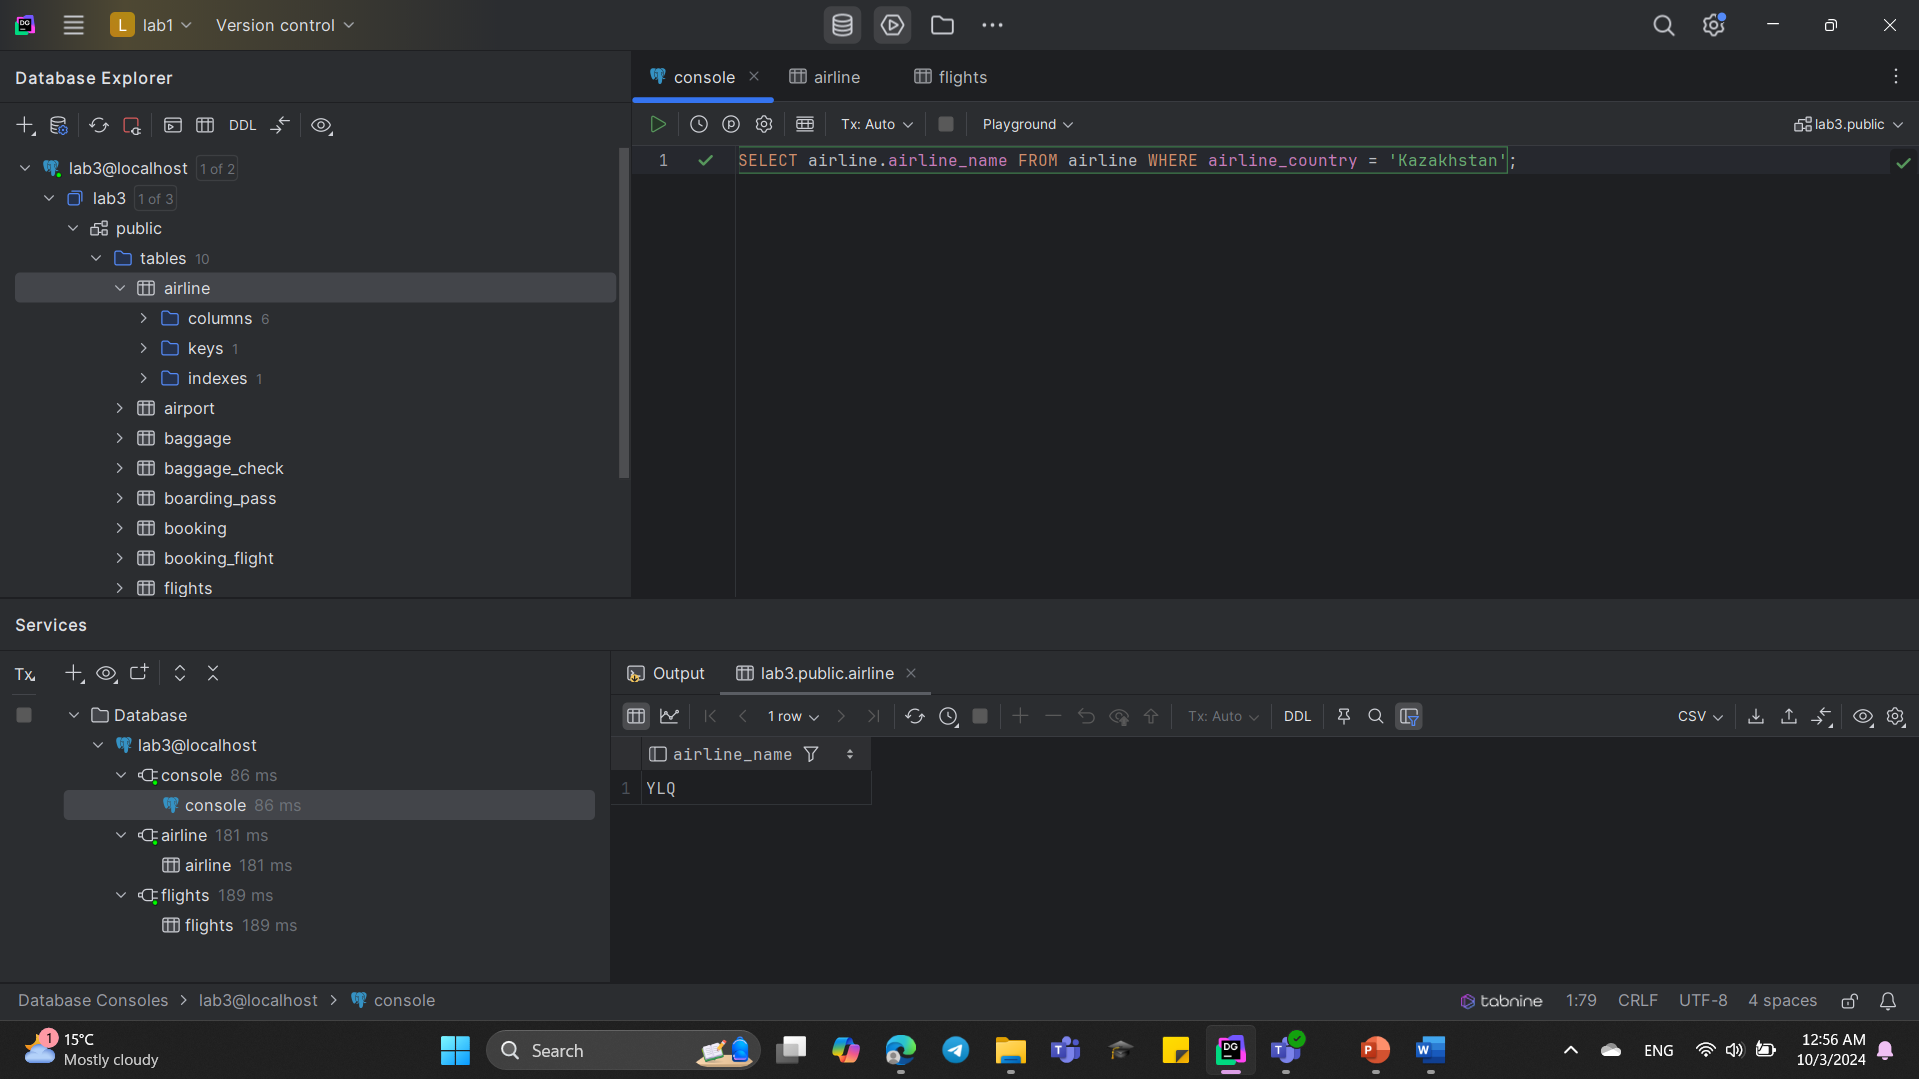 L lab1 Version control
Database Explorer
DDL
lab3@localhost 1 of 2
lab3 1 of 3
public
tables 10
airline
columns 6
keys 1
indexes 1
airport
baggage
baggage_check
boarding_pass
booking
booking_flight
flights
console airline flights
Tx: Auto Playground lab3.public
1 SELECT airline.airline_name FROM airline WHERE airline_country = 'Kazakhstan';
Services
Tx
Database
lab3@localhost
console 86 ms
console 86 ms
airline 181 ms
airline 181 ms
flights 189 ms
flights 189 ms
Output lab3.public.airline
1 row Tx: Auto DDL CSV
airline_name
1 YLQ
Database Consoles > lab3@localhost > console
tabnine 1:79 CRLF UTF-8 4 spaces
1 15°C
Mostly cloudy
Search
ENG
12:56 AM
10/3/2024